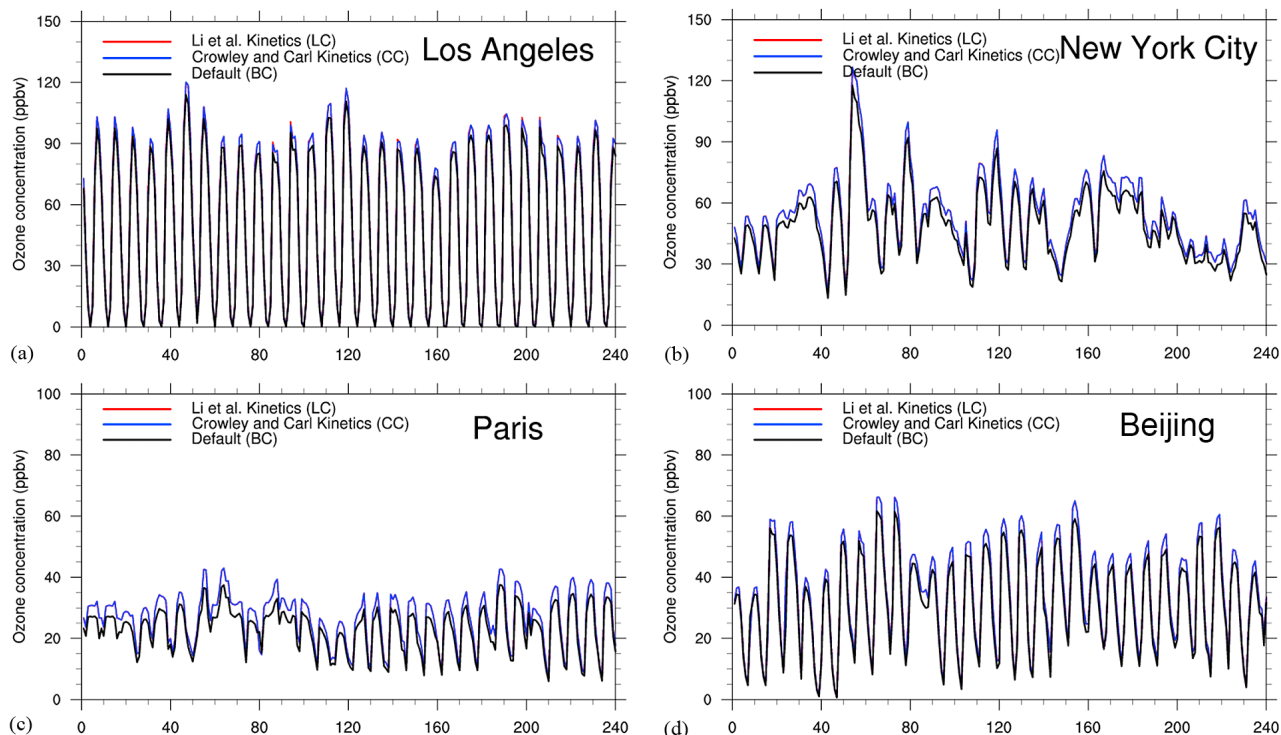 150
120
90
60
30
0
Ozone concentration (ppbv)
Li et al. Kinetics (LC)
Crowley and Carl Kinetics (CC)
Default (BC)
Los Angeles
(a)
0 40 80 120 160 200 240
150
120
90
60
30
0
Ozone concentration (ppbv)
Li et al. Kinetics (LC)
Crowley and Carl Kinetics (CC)
Default (BC)
New York City
(b)
0 40 80 120 160 200 240
100
80
60
40
20
0
Ozone concentration (ppbv)
Li et al. Kinetics (LC)
Crowley and Carl Kinetics (CC)
Default (BC)
Paris
(c)
0 40 80 120 160 200 240
100
80
60
40
20
0
Ozone concentration (ppbv)
Li et al. Kinetics (LC)
Crowley and Carl Kinetics (CC)
Default (BC)
Beijing
(d)
0 40 80 120 160 200 240